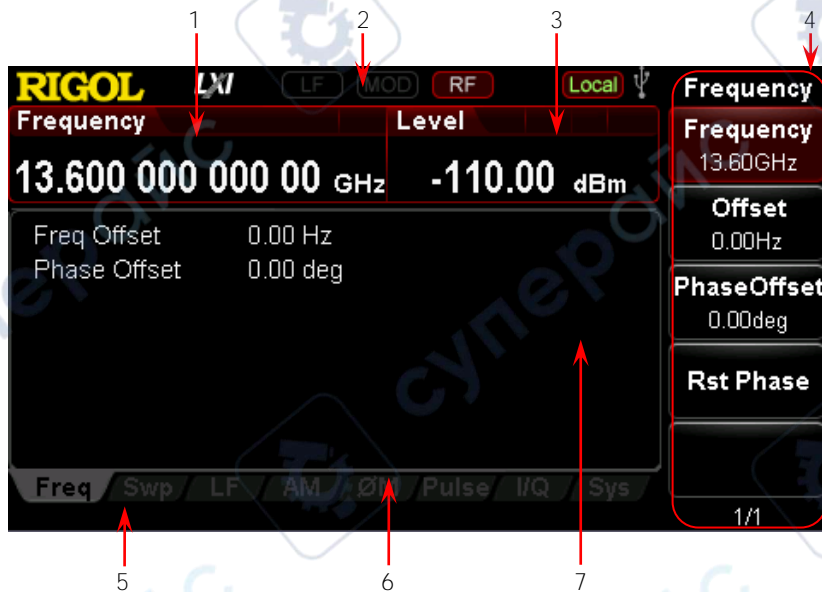 1 2 3 4
RIGOL LXI LF MOD RF Local Frequency
Frequency Level
13.600 000 000 00 GHz -110.00 dBm
Frequency
13.60GHz
Freq Offset 0.00 Hz
Phase Offset 0.00 deg
Offset
0.00Hz
PhaseOffset
0.00deg
Rst Phase
Freq Swp LF AM ØM Pulse I/Q Sys
1/1
5 6 7
суперайс